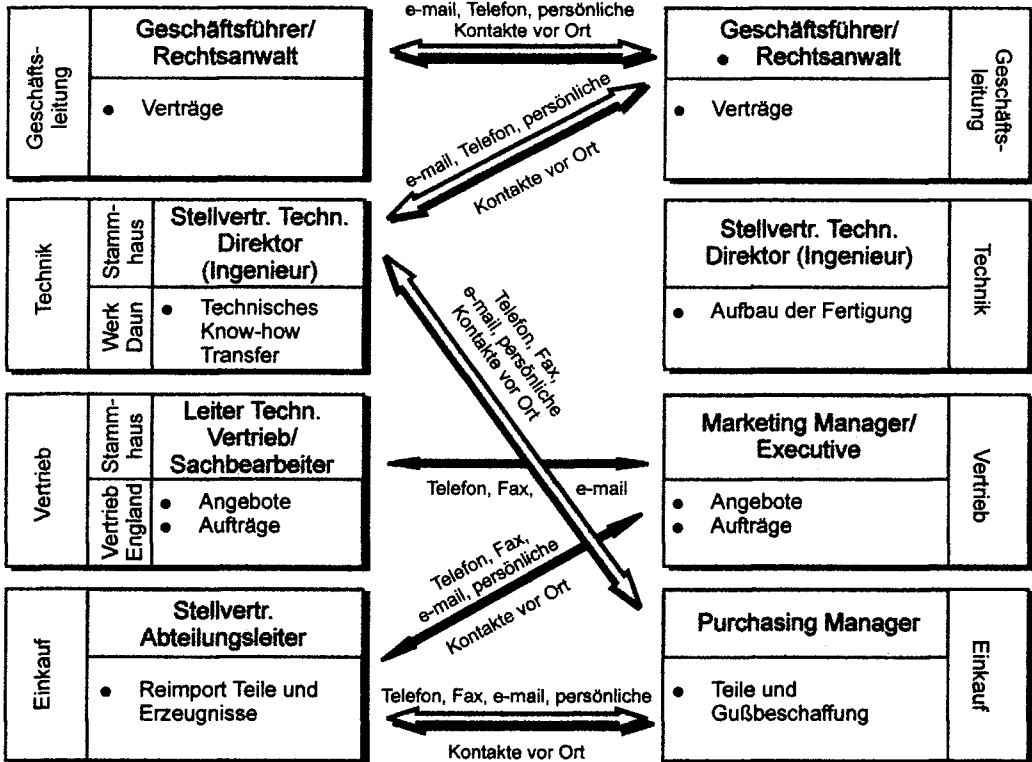 e-mail, Telefon, persönliche
Kontakte vor Ort
Geschäfts-
leitung
Geschäftsführer/
Rechtsanwalt
• Verträge
Geschäftsführer/
• Rechtsanwalt
• Verträge
Geschäfts-
leitung
e-mail, Telefon, persönliche
Kontakte vor Ort
Technik
Stamm-
haus
Stellvertr. Techn.
Direktor
(Ingenieur)
Werk
Daun
• Technisches
Know-how
Transfer
Stellvertr. Techn.
Direktor (Ingenieur)
• Aufbau der Fertigung
Technik
Telefon, Fax,
e-mail, persönliche
Kontakte vor Ort
Vertrieb
Stamm-
haus
Leiter Techn.
Vertrieb/
Sachbearbeiter
Vertrieb
England
• Angebote
• Aufträge
Telefon, Fax, e-mail
Marketing Manager/
Executive
• Angebote
• Aufträge
Vertrieb
Telefon, Fax,
e-mail, persönliche
Kontakte vor Ort
Einkauf
Stellvertr.
Abteilungsleiter
• Reimport Teile und
Erzeugnisse
Telefon, Fax, e-mail, persönliche
Kontakte vor Ort
Purchasing Manager
• Teile und
Gußbeschaffung
Einkauf